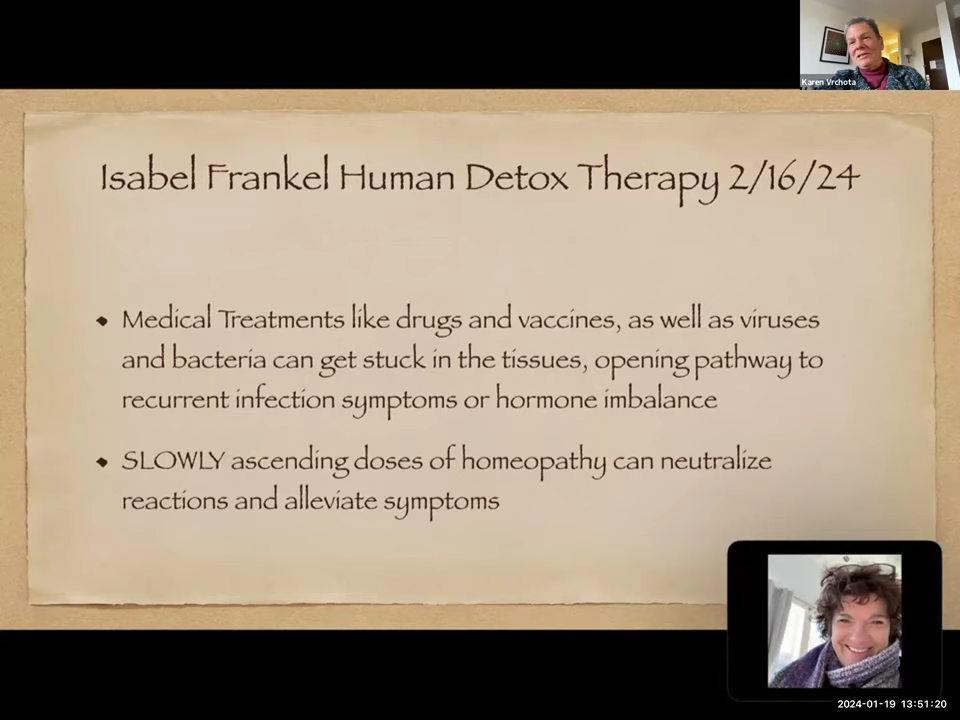 Karen Vrchota
Isabel Frankel Human Detox Therapy 2/16/24
• Medical Treatments like drugs and vaccines, as well as viruses
and bacteria can get stuck in the tissues, opening pathway to
recurrent infection symptoms or hormone imbalance
• SLOWLY ascending doses of homeopathy can neutralize
reactions and alleviate symptoms
2024-01-19 13:51:20